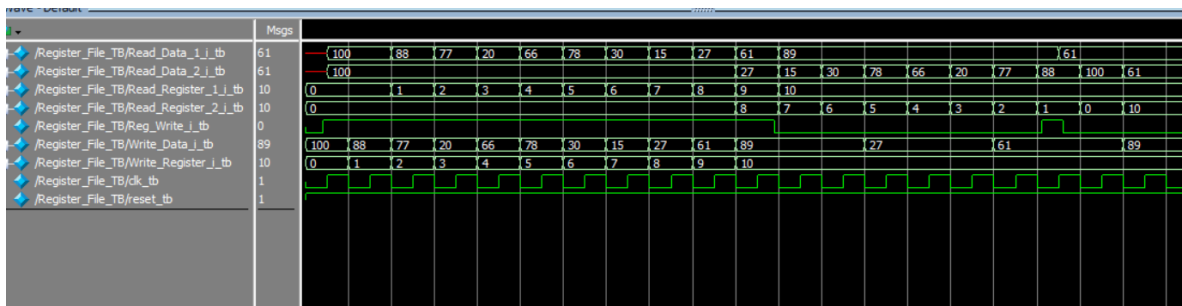 Wave - Default
Msgs
/Register_File_TB/Read_Data_1_i_tb 61 100 88 77 20 66 78 30 15 27 61 89 61
/Register_File_TB/Read_Data_2_i_tb 61 100 27 15 30 78 66 20 77 88 100 61
/Register_File_TB/Read_Register_1_i_tb 10 0 1 2 3 4 5 6 7 8 9 10
/Register_File_TB/Read_Register_2_i_tb 10 0 8 7 6 5 4 3 2 1 0 10
/Register_File_TB/Reg_Write_i_tb 0
/Register_File_TB/Write_Data_i_tb 89 100 88 77 20 66 78 30 15 27 61 89 27 61 89
/Register_File_TB/Write_Register_i_tb 10 0 1 2 3 4 5 6 7 8 9 10
/Register_File_TB/clk_tb 1
/Register_File_TB/reset_tb 1